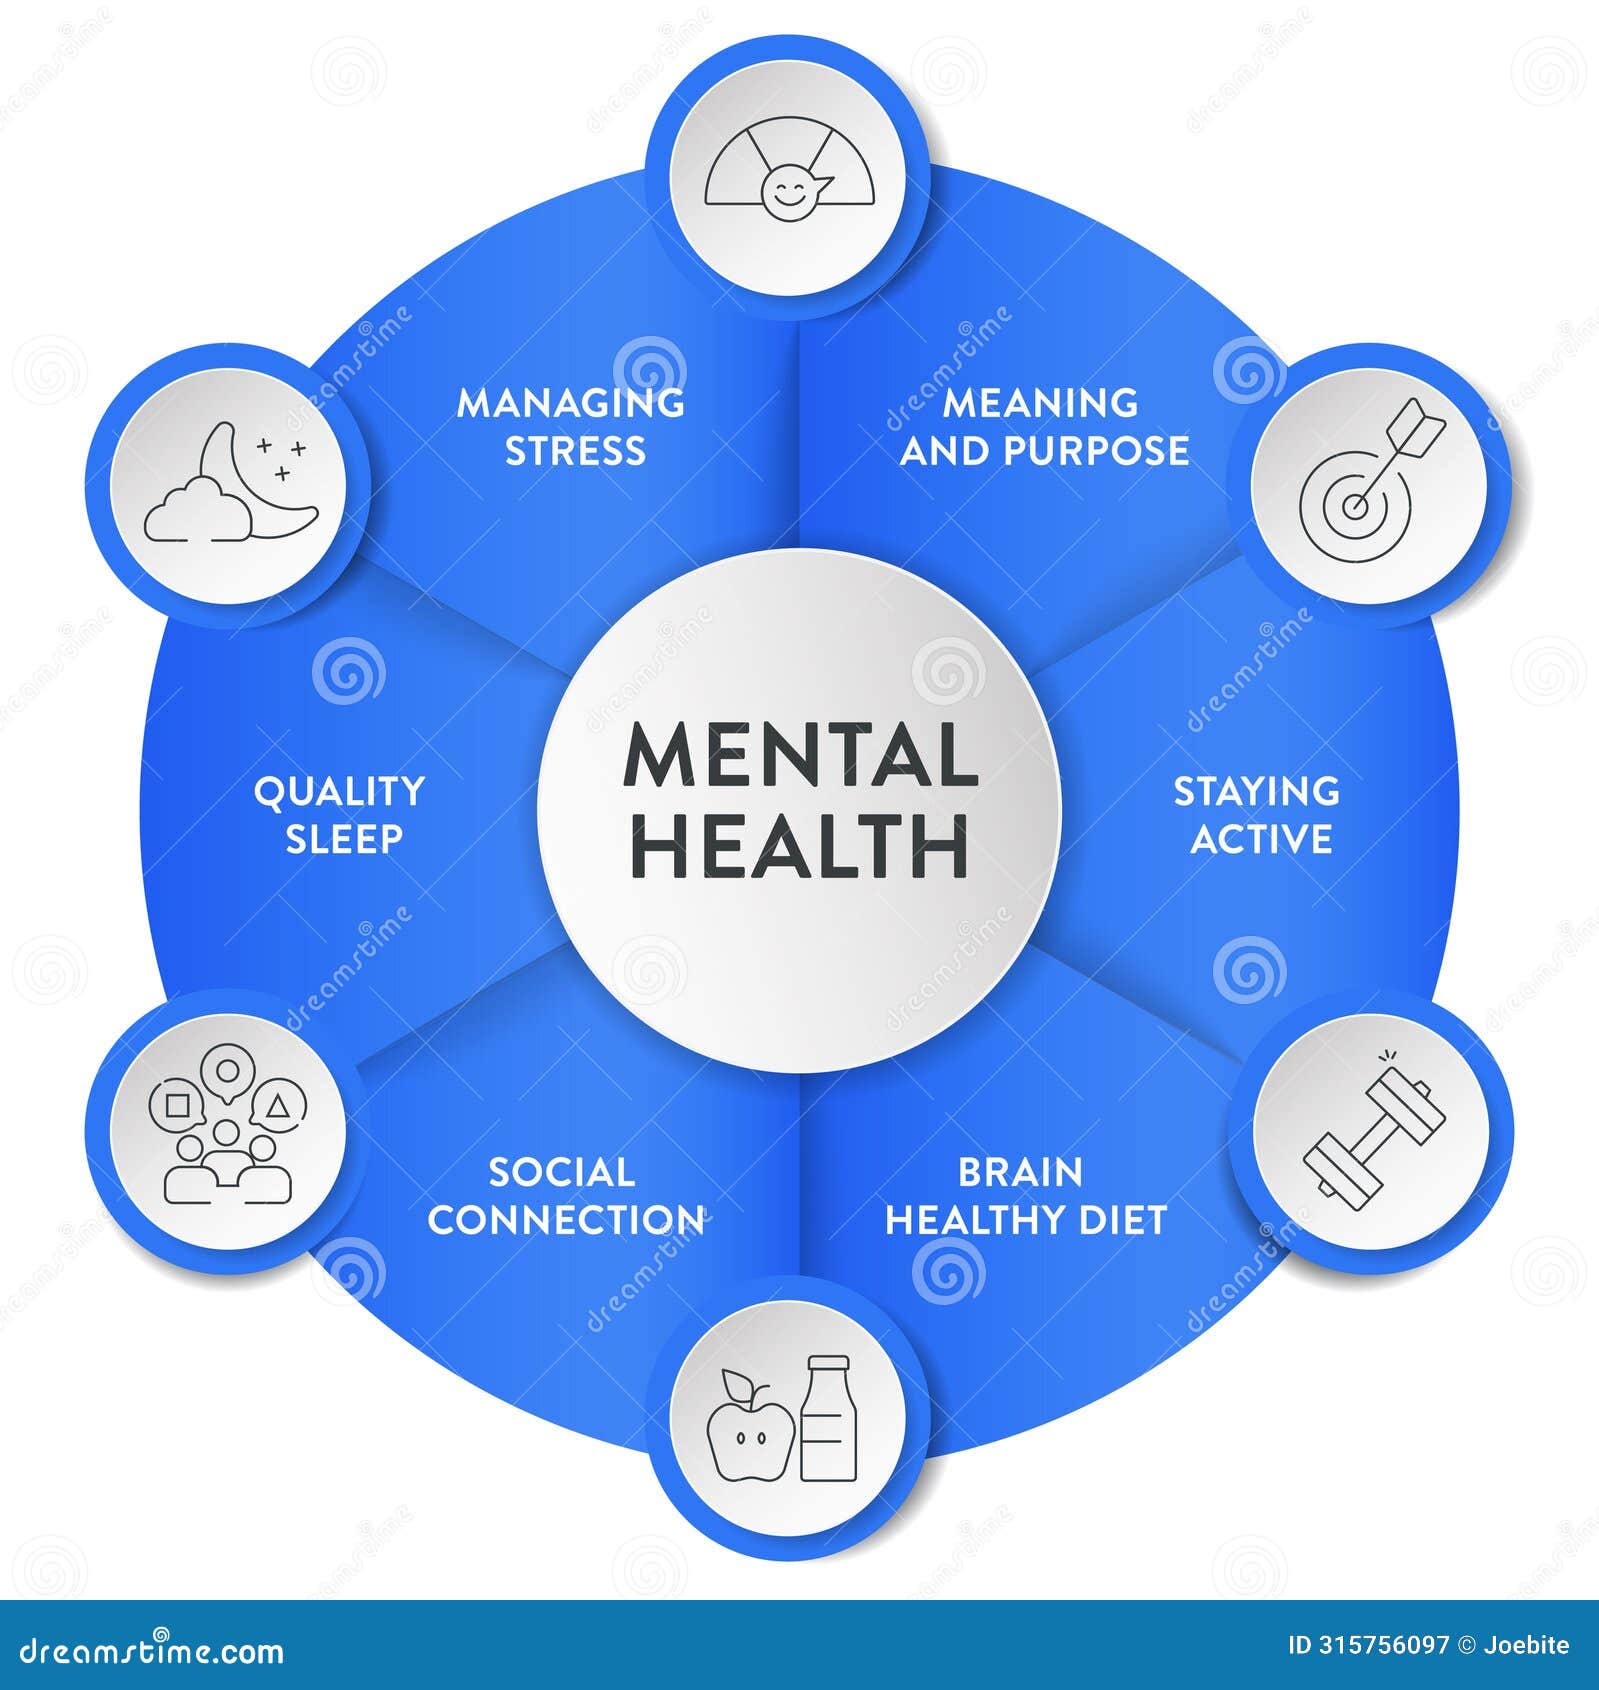 MANAGING
STRESS
MEANING
AND PURPOSE
QUALITY
SLEEP
MENTAL
HEALTH
STAYING
ACTIVE
SOCIAL
CONNECTION
BRAIN
HEALTHY DIET
dreamstime
dreamstime.com
ID 315756097 © Joebite